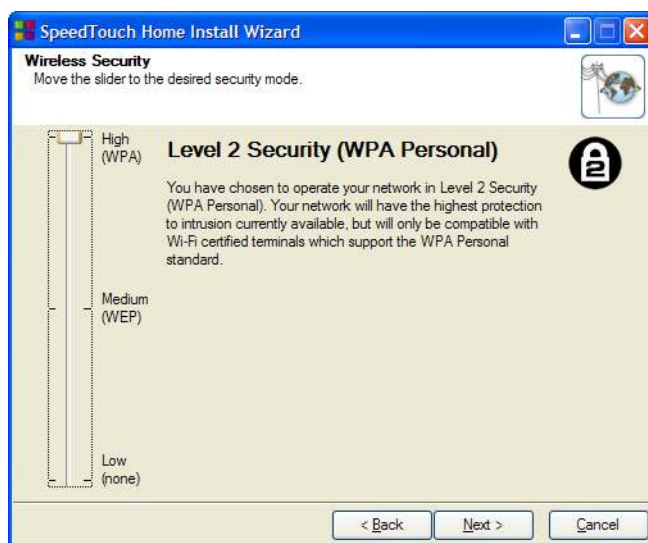 SpeedTouch Home Install Wizard
Wireless Security
Move the slider to the desired security mode.
High
(WPA)
Level 2 Security (WPA Personal)
2
You have chosen to operate your network in Level 2 Security
(WPA Personal). Your network will have the highest protection
to intrusion currently available, but will only be compatible with
Wi-Fi certified terminals which support the WPA Personal
standard.
Medium
(WEP)
Low
(none)
< Back
Next >
Cancel